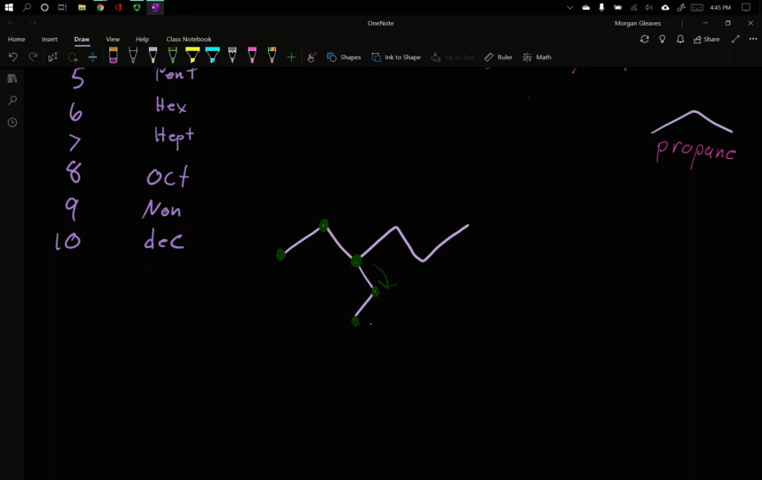 4:45 PM
OneNote
Morgan Gleaves
Home Insert Draw View Help Class Notebook
Share
Shapes Ink to Shape Ink to Text Ruler Math
5 Pent
6 Hex
7 Hept
8 Oct
9 Non
10 dec
propane